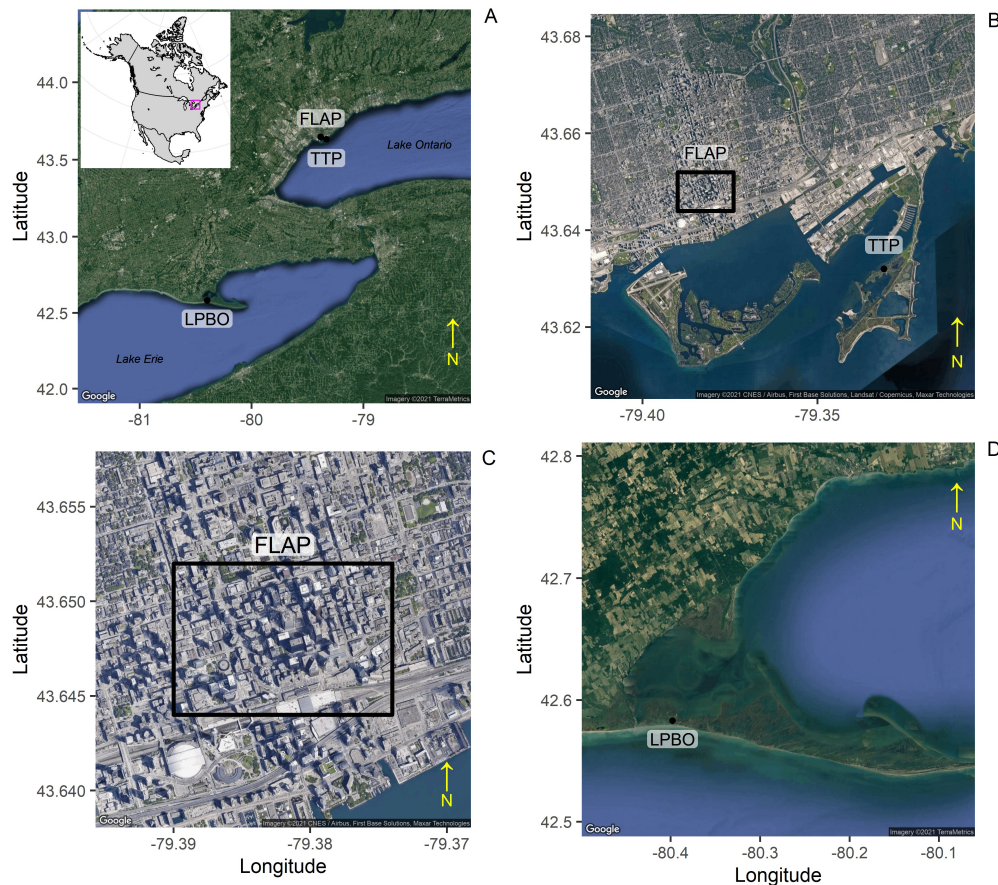 A
44.0
43.5
43.0
42.5
42.0
Latitude
FLAP
TTP
Lake Ontario
LPBO
Lake Erie
N
Google
Imagery ©2021 TerraMetrics
-81
-80
-79
B
43.68
43.66
43.64
43.62
Latitude
FLAP
TTP
N
Google
Imagery ©2021 CNES / Airbus, First Base Solutions, Landsat / Copernicus, Maxar Technologies
-79.40
-79.35
C
43.655
43.650
43.645
43.640
Latitude
FLAP
N
Google
Imagery ©2021 CNES / Airbus, First Base Solutions, Maxar Technologies
-79.39
-79.38
-79.37
Longitude
D
42.8
42.7
42.6
42.5
Latitude
N
LPBO
Google
Imagery ©2021 TerraMetrics
-80.4
-80.3
-80.2
-80.1
Longitude